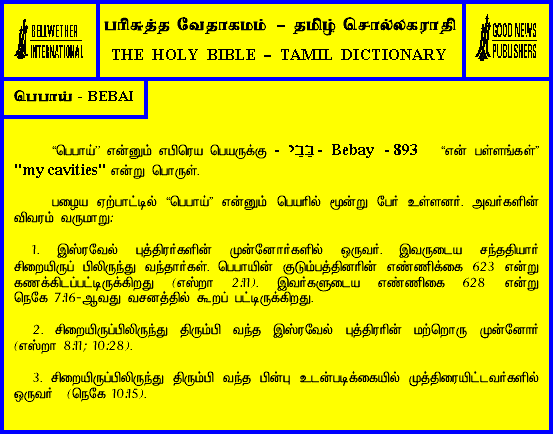 BELLWETHER
INTERNATIONAL
பரிசுத்த வேதாகமம் – தமிழ் சொல்லகராதி
THE HOLY BIBLE – TAMIL DICTIONARY
GOOD NEWS
PUBLISHERS
பெபாய் - BEBAI
“பெபாய்” என்னும் எபிரெய பெயருக்கு - בֵּבַי - Bebay - 893 “என் பள்ளங்கள்”
"my cavities" என்று பொருள்.
பழைய ஏற்பாட்டில் “பெபாய்” என்னும் பெயரில் மூன்று பேர் உள்ளனர். அவர்களின்
விவரம் வருமாறு:
1. இஸ்ரவேல் புத்திரர்களின் முன்னோர்களில் ஒருவர். இவருடைய சந்ததியார்
சிறையிருப் பிலிருந்து வந்தார்கள். பெபாயின் குடும்பத்தினரின் எண்ணிக்கை 623 என்று
கணக்கிடப்பட்டிருக்கிறது (எஸ்றா 2:11). இவர்களுடைய எண்ணிகை 628 என்று
நெகே 7:16-ஆவது வசனத்தில் கூறப் பட்டிருக்கிறது.
2. சிறையிருப்பிலிருந்து திரும்பி வந்த இஸ்ரவேல் புத்திரரின் மற்றொரு முன்னோர்
(எஸ்றா 8:11; 10:28).
3. சிறையிருப்பிலிருந்து திரும்பி வந்த பின்பு உடன்படிக்கையில் முத்திரையிட்டவர்களில்
ஒருவர் (நெகே 10:15).